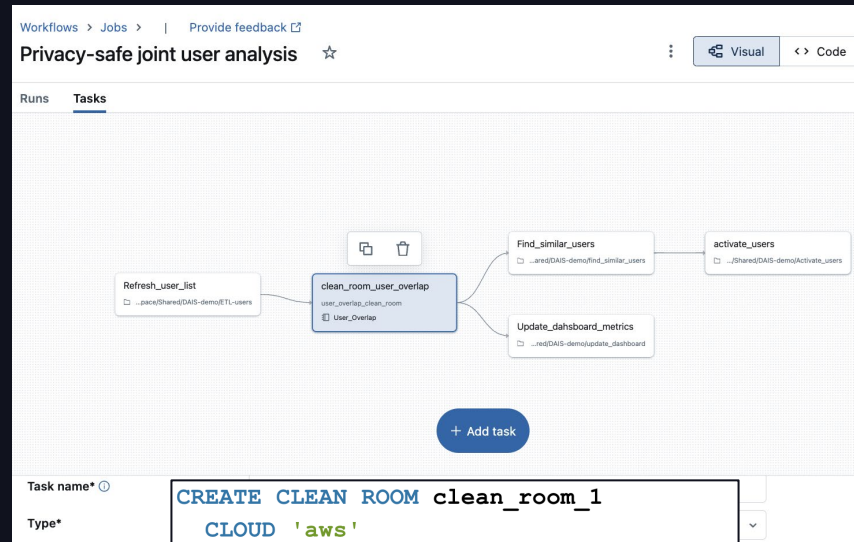 Workflows > Jobs > | Provide feedback
Privacy-safe joint user analysis
Visual
<> Code
Runs Tasks
Refresh_user_list
...pace/Shared/DAIS-demo/ETL-users
clean_room_user_overlap
user_overlap_clean_room
User_Overlap
Find_similar_users
...ared/DAIS-demo/find_similar_users
activate_users
.../Shared/DAIS-demo/Activate_users
Update_dahsboard_metrics
...red/DAIS-demo/update_dashboard
+ Add task
Task name*
Type*
CREATE CLEAN ROOM clean_room_1
CLOUD 'aws'